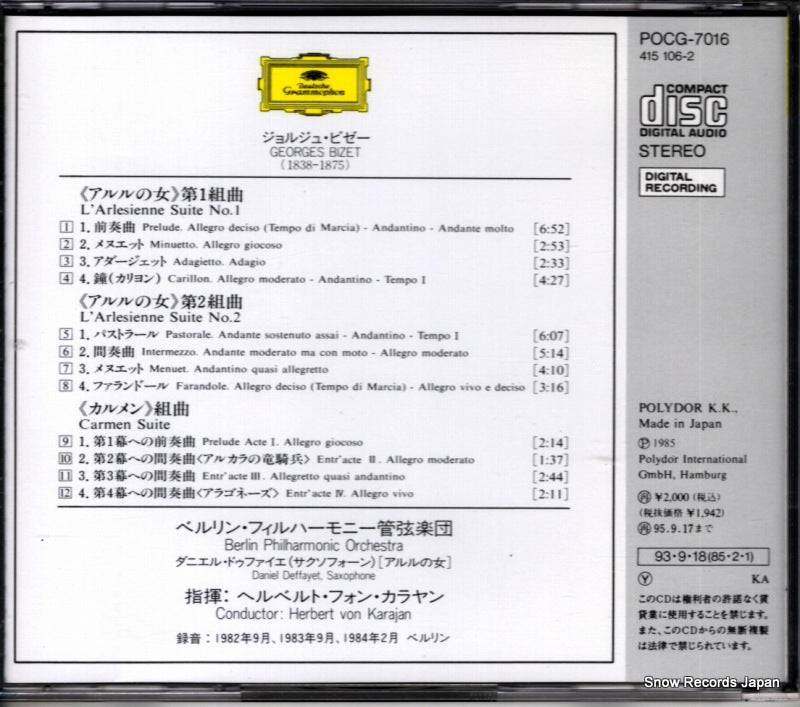 Deutsche
Grammophon
ジョルジュ・ビゼー
GEORGES BIZET
(1838-1875)
《アルルの女》第1組曲
L'Arlesienne Suite No.1
1 1. 前奏曲 Prelude. Allegro deciso (Tempo di Marcia) - Andantino - Andante molto [6:52]
2 2. メヌエット Minuetto. Allegro giocoso [2:53]
3 3. アダージェット Adagietto. Adagio [2:33]
4 4. 鐘(カリヨン) Carillon. Allegro moderato - Andantino - Tempo I [4:27]
《アルルの女》第2組曲
L'Arlesienne Suite No.2
5 1. パストラール Pastorale. Andante sostenuto assai - Andantino - Tempo I [6:07]
6 2. 間奏曲 Intermezzo. Andante moderato ma con moto - Allegro moderato [5:14]
7 3. メヌエット Menuet. Andantino quasi allegretto [4:10]
8 4. ファランドール Farandole. Allegro deciso (Tempo di Marcia) - Allegro vivo e deciso [3:16]
《カルメン》組曲
Carmen Suite
9 1. 第1幕への前奏曲 Prelude Acte I. Allegro giocoso [2:14]
10 2. 第2幕への間奏曲〈アルカラの竜騎兵〉 Entr'acte II. Allegro moderato [1:37]
11 3. 第3幕への間奏曲 Entr'acte III. Allegretto quasi andantino [2:44]
12 4. 第4幕への間奏曲〈アラゴネーズ〉 Entr'acte IV. Allegro vivo [2:11]
ベルリン・フィルハーモニー管弦楽団
Berlin Philharmonic Orchestra
ダニエル・ドゥファイエ(サクソフォーン)[アルルの女]
Daniel Deffayet, Saxophone
指揮：ヘルベルト・フォン・カラヤン
Conductor: Herbert von Karajan
録音：1982年9月、1983年9月、1984年2月 ベルリン
POCG-7016
415 106-2
COMPACT
disc
DIGITAL AUDIO
STEREO
DIGITAL
RECORDING
POLYDOR K.K.,
Made in Japan
Ⓟ1985
Polydor International
GmbH, Hamburg
㊢¥2,000(税込)
(税抜価格 ¥1,942)
㊢95.9.17まで
93・9・18(85・2・1)
Ⓨ KA
このCDは権利者の許諾なく賃
貸業に使用することを禁じます。
また、このCDからの無断複製
は法律で禁じられています。
Snow Records Japan